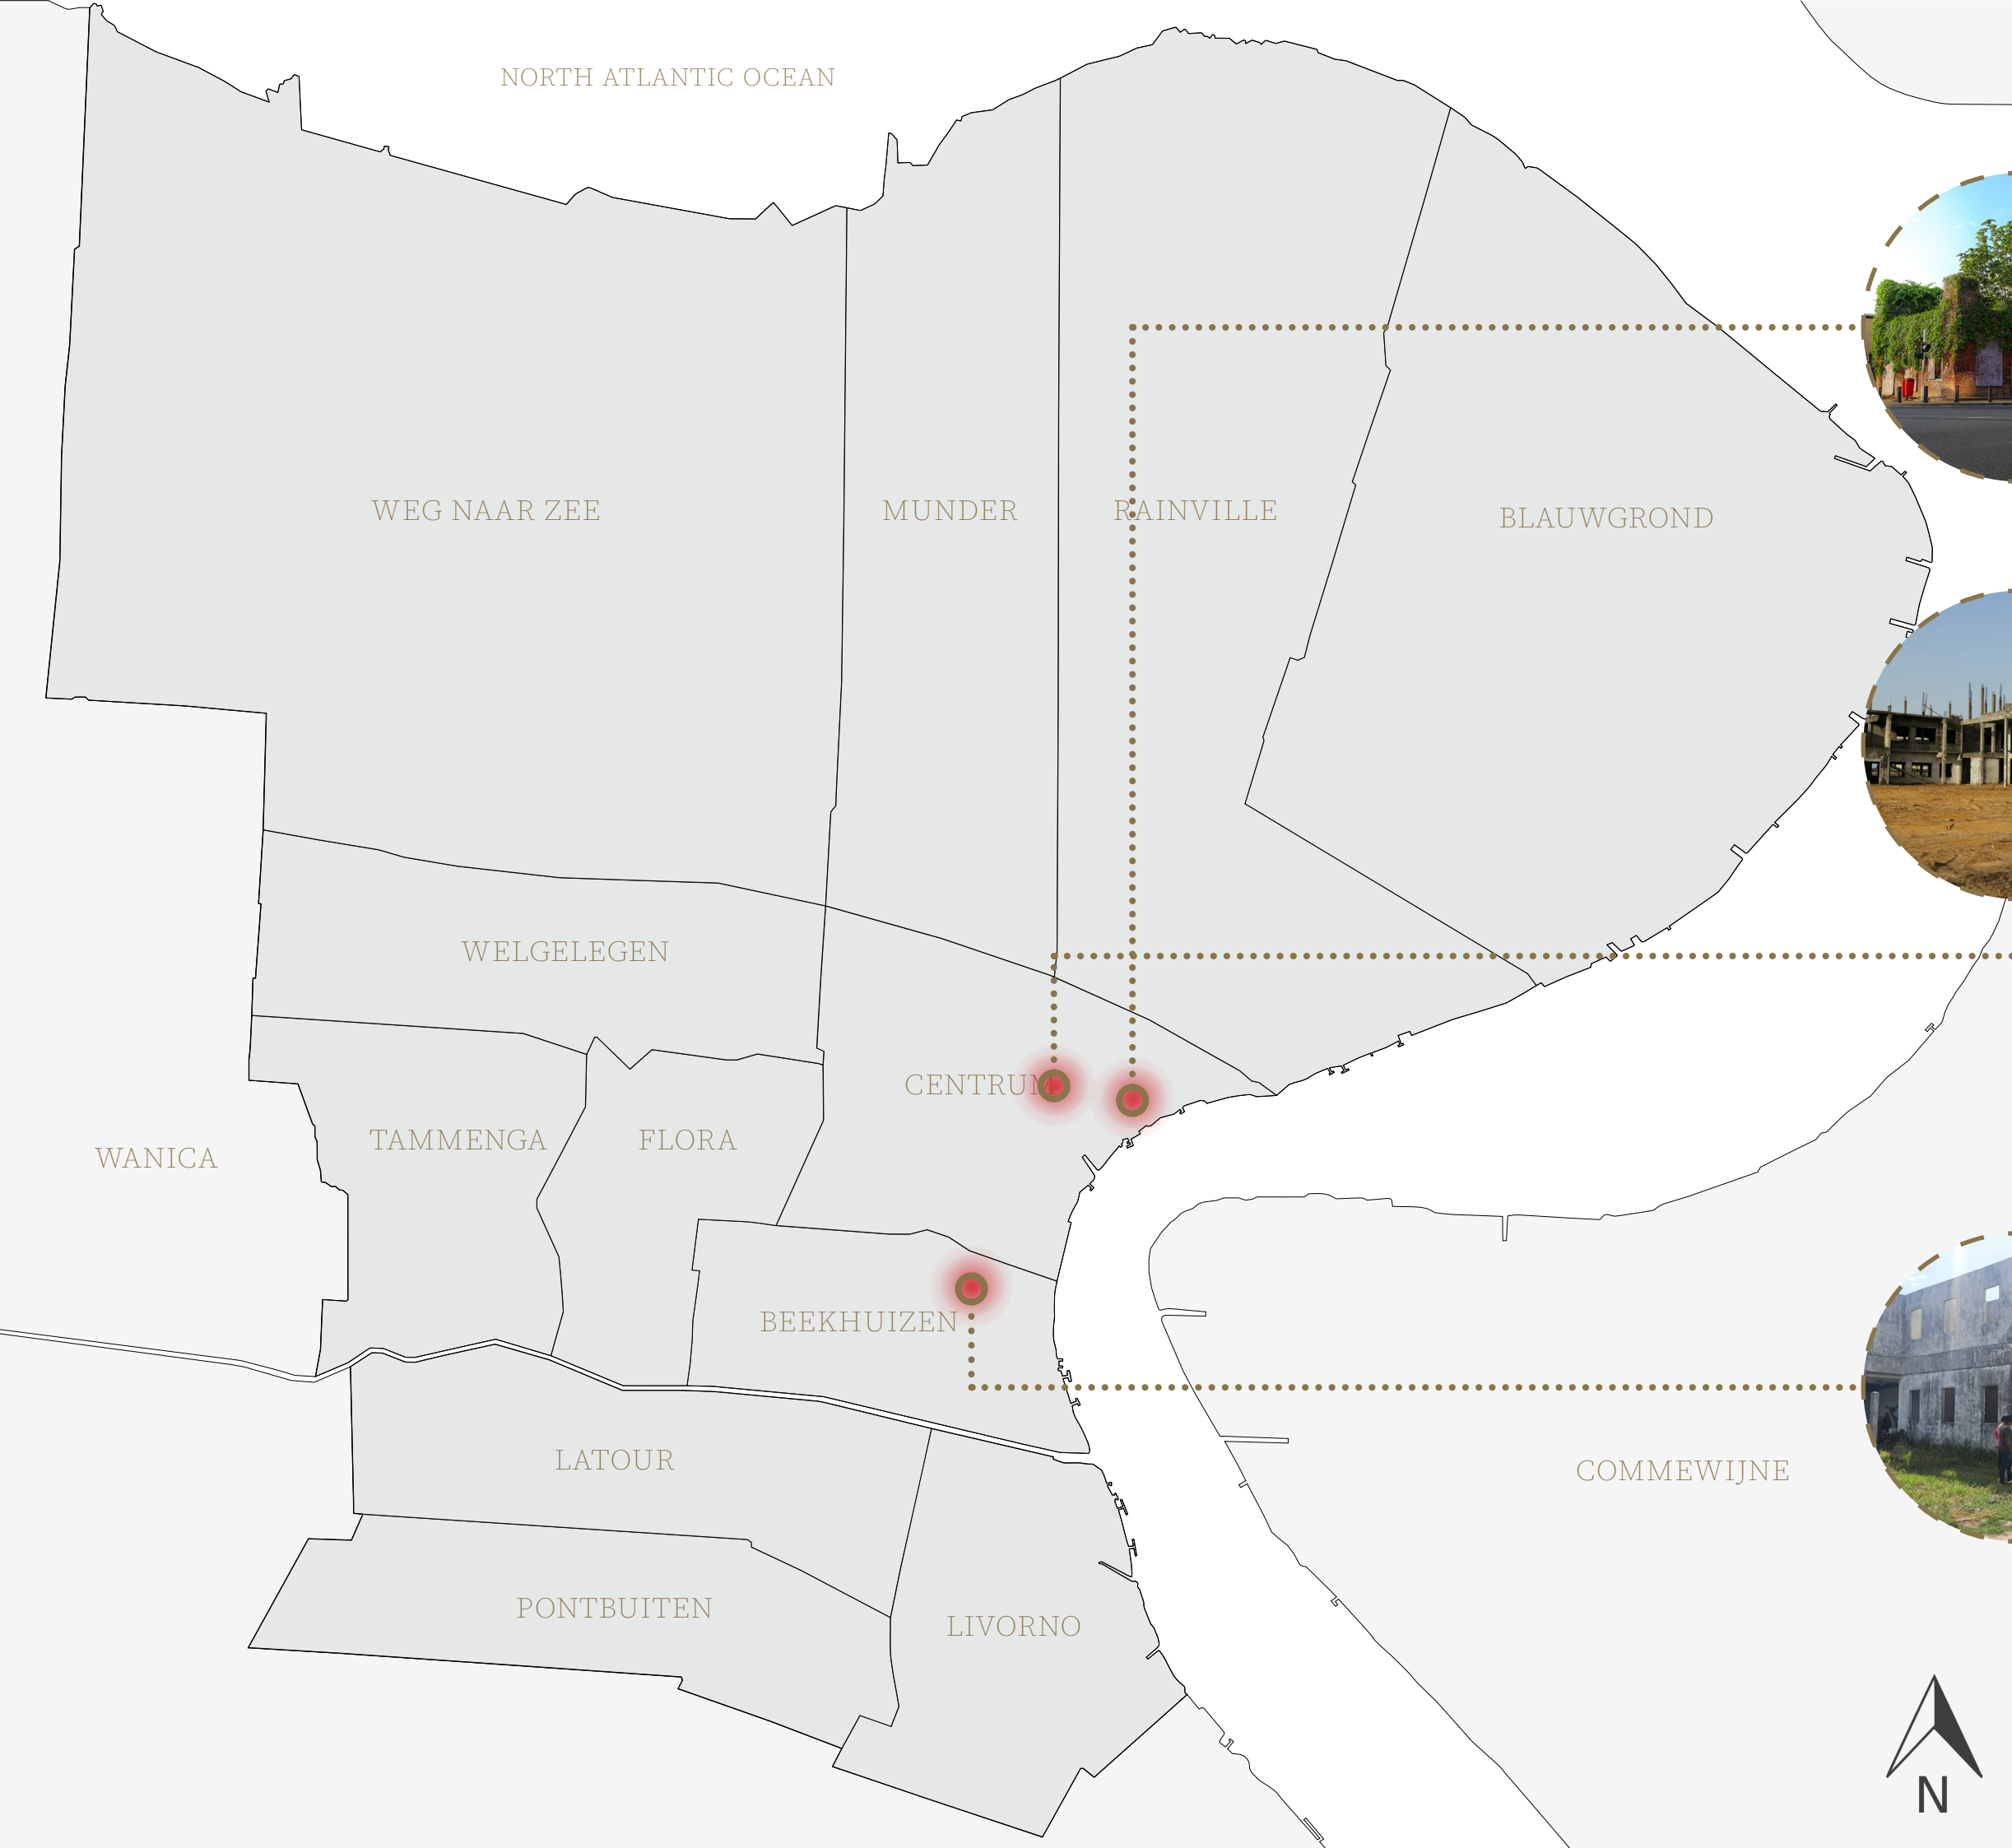 NORTH ATLANTIC OCEAN
WEG NAAR ZEE
MUNDER
RAINVILLE
BLAUWGROND
WELGELEGEN
CENTRUM
TAMMENGA
FLORA
WANICA
BEEKHUIZEN
LATOUR
COMMEWIJNE
PONTBUITEN
LIVORNO
N